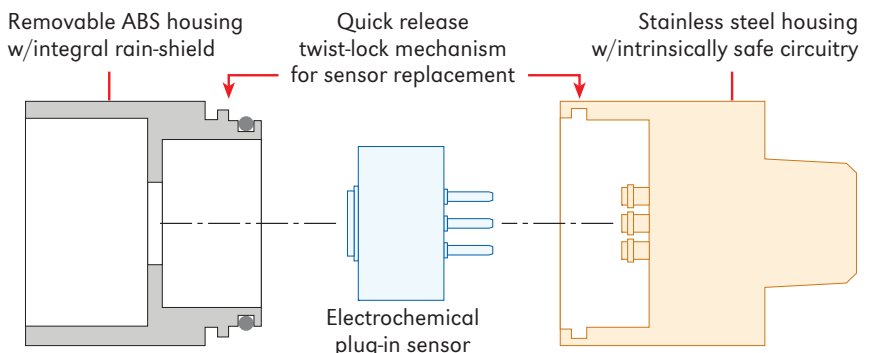 Removable ABS housing
w/integral rain-shield
Quick release
twist-lock mechanism
for sensor replacement
Stainless steel housing
w/intrinsically safe circuitry
Electrochemical
plug-in sensor